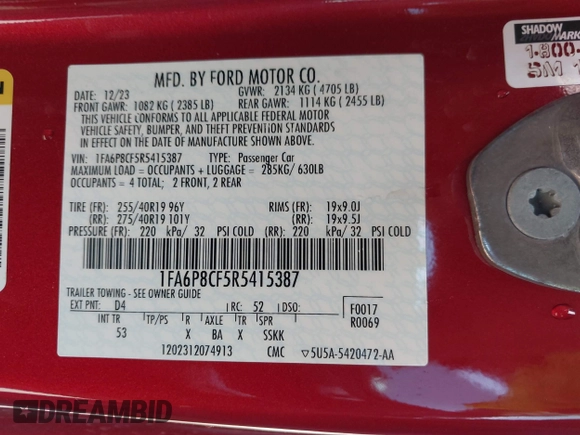 SHADOW
MARK
1-800-
MFD. BY FORD MOTOR CO.
DATE: 12/23 GVWR: 2134 KG ( 4705 LB)
FRONT GAWR: 1082 KG ( 2385 LB) REAR GAWR: 1114 KG ( 2455 LB)
THIS VEHICLE CONFORMS TO ALL APPLICABLE FEDERAL MOTOR
VEHICLE SAFETY, BUMPER, AND THEFT PREVENTION STANDARDS
IN EFFECT ON THE DATE OF MANUFACTURE SHOWN ABOVE.
VIN: 1FA6P8CF5R5415387 TYPE: Passenger Car
MAXIMUM LOAD = OCCUPANTS + LUGGAGE = 285KG/ 630LB
OCCUPANTS = 4 TOTAL; 2 FRONT, 2 REAR
TIRE (FR): 255/40R19 96Y RIMS (FR): 19x9.0J
(RR): 275/40R19 101Y (RR): 19x9.5J
PRESSURE (FR): 220 kPa/ 32 PSI COLD (RR): 220 kPa/ 32 PSI COLD
1FA6P8CF5R5415387
TRAILER TOWING - SEE OWNER GUIDE
EXT PNT: D4 RC: 52 DSO: F0017
INT TR TP/PS R AXLE TR SPR R0069
53 X BA X SSKK
1202312074913 CMC ▽5U5A-5420472-AA
DREAMBID